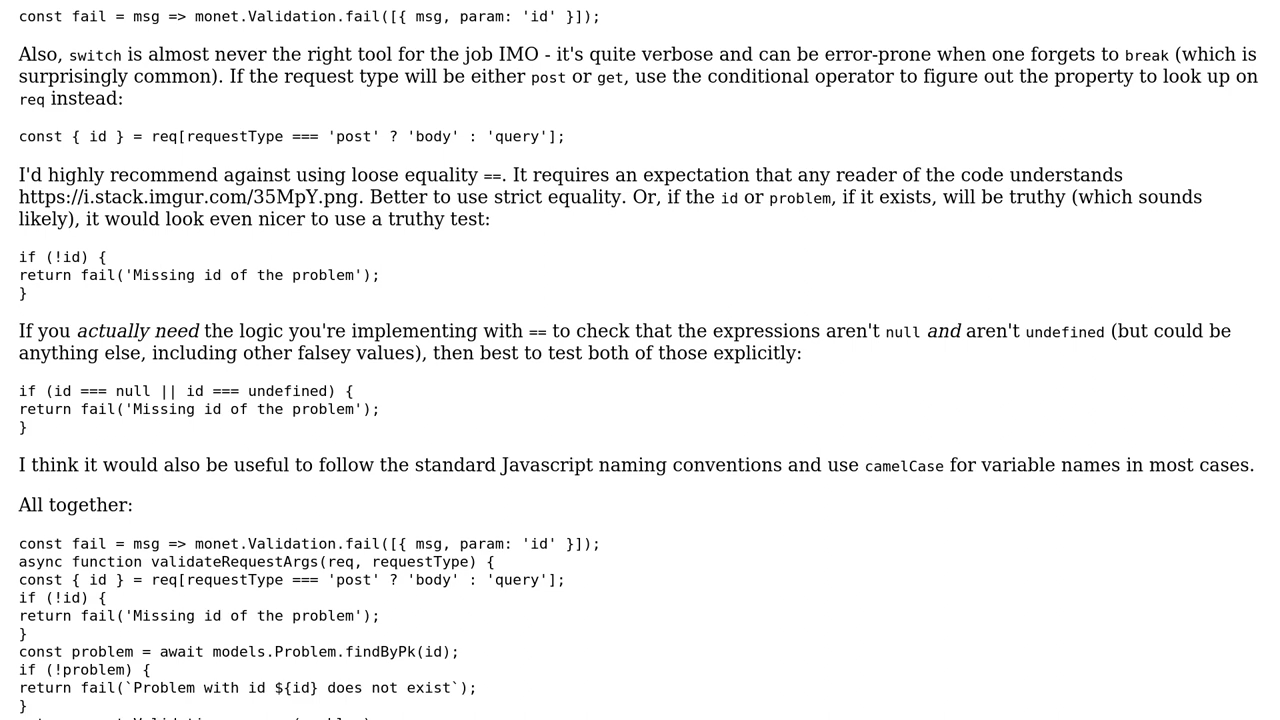 const fail = msg => monet.Validation.fail([{ msg, param: 'id' }]);
Also, switch is almost never the right tool for the job IMO - it's quite verbose and can be error-prone when one forgets to break (which is
surprisingly common). If the request type will be either post or get, use the conditional operator to figure out the property to look up on
req instead:
const { id } = req[requestType === 'post' ? 'body' : 'query'];
I'd highly recommend against using loose equality ==. It requires an expectation that any reader of the code understands
https://i.stack.imgur.com/35MpY.png. Better to use strict equality. Or, if the id or problem, if it exists, will be truthy (which sounds
likely), it would look even nicer to use a truthy test:
if (!id) {
return fail('Missing id of the problem');
}
If you actually need the logic you're implementing with == to check that the expressions aren't null and aren't undefined (but could be
anything else, including other falsey values), then best to test both of those explicitly:
if (id === null || id === undefined) {
return fail('Missing id of the problem');
}
I think it would also be useful to follow the standard Javascript naming conventions and use camelCase for variable names in most cases.
All together:
const fail = msg => monet.Validation.fail([{ msg, param: 'id' }]);
async function validateRequestArgs(req, requestType) {
const { id } = req[requestType === 'post' ? 'body' : 'query'];
if (!id) {
return fail('Missing id of the problem');
}
const problem = await models.Problem.findByPk(id);
if (!problem) {
return fail(`Problem with id ${id} does not exist`);
}